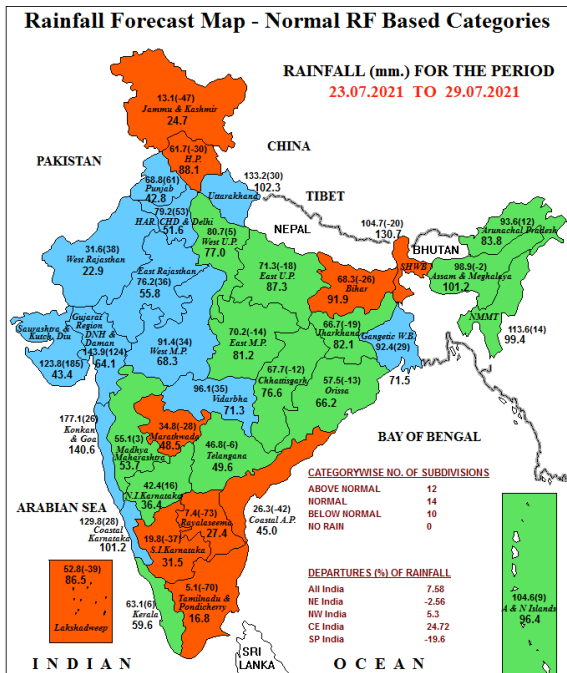 Rainfall Forecast Map - Normal RF Based Categories
RAINFALL (mm.) FOR THE PERIOD
23.07.2021 TO 29.07.2021
13.1(-47)
Jammu & Kashmir
24.7
61.7(-30)
H.P.
88.1
CHINA
PAKISTAN
68.8(61)
Punjab
42.8
133.2(30)
102.3
Uttarakhand
TIBET
79.2(53)
HAR. CHD & Delhi
51.6
80.7(5)
West U.P.
77.0
NEPAL
104.7(-20)
130.7
BHUTAN
SHWB
93.6(12)
Arunachal Pradesh
83.8
31.6(38)
West Rajasthan
22.9
East Rajasthan
76.2(36)
55.8
71.3(-18)
East U.P.
87.3
68.3(-26)
Bihar
91.9
98.9(-2)
Assam & Meghalaya
101.2
Gujarat
Region
DNH &
Daman
143.9(124)
64.1
Saurashtra &
Kutch, Diu
123.8(185)
43.4
91.4(34)
West M.P.
68.3
70.2(-14)
East M.P.
81.2
66.7(-19)
Jharkhand
82.1
Gangetic W.B.
92.4(29)
71.5
NMMT
113.6(14)
99.4
67.7(-12)
Chhattisgarh
76.6
57.5(-13)
Orissa
66.2
96.1(35)
Vidarbha
71.3
177.1(26)
Konkan
& Goa
140.6
34.8(-28)
Marathwada
48.5
55.1(3)
Madhya
Maharashtra
53.7
46.8(-6)
Telangana
49.6
BAY OF BENGAL
42.4(16)
N.I.Karnataka
36.4
ARABIAN SEA
129.8(28)
Coastal
Karnataka
101.2
7.4(-73)
Rayalaseema
27.4
26.3(-42)
Coastal A.P.
45.0
19.8(-37)
S.I.Karnataka
31.5
CATEGORYWISE NO. OF SUBDIVISIONS
ABOVE NORMAL 12
NORMAL 14
BELOW NORMAL 10
NO RAIN 0
52.8(-39)
86.5
Lakshadweep
63.1(6)
Kerala
59.6
5.1(-70)
Tamilnadu &
Pondicherry
16.8
DEPARTURES (%) OF RAINFALL
All India 7.58
NE India -2.56
NW India 5.3
CE India 24.72
SP India -19.6
104.6(9)
A & N Islands
96.4
SRI
LANKA
INDIAN OCEAN